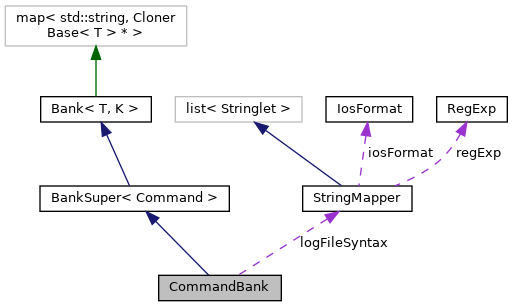 map< std::string, Cloner
Base< T > * >
Bank< T, K >
list< Stringlet >
IosFormat
RegExp
iosFormat
regExp
BankSuper< Command >
StringMapper
logFileSyntax
CommandBank